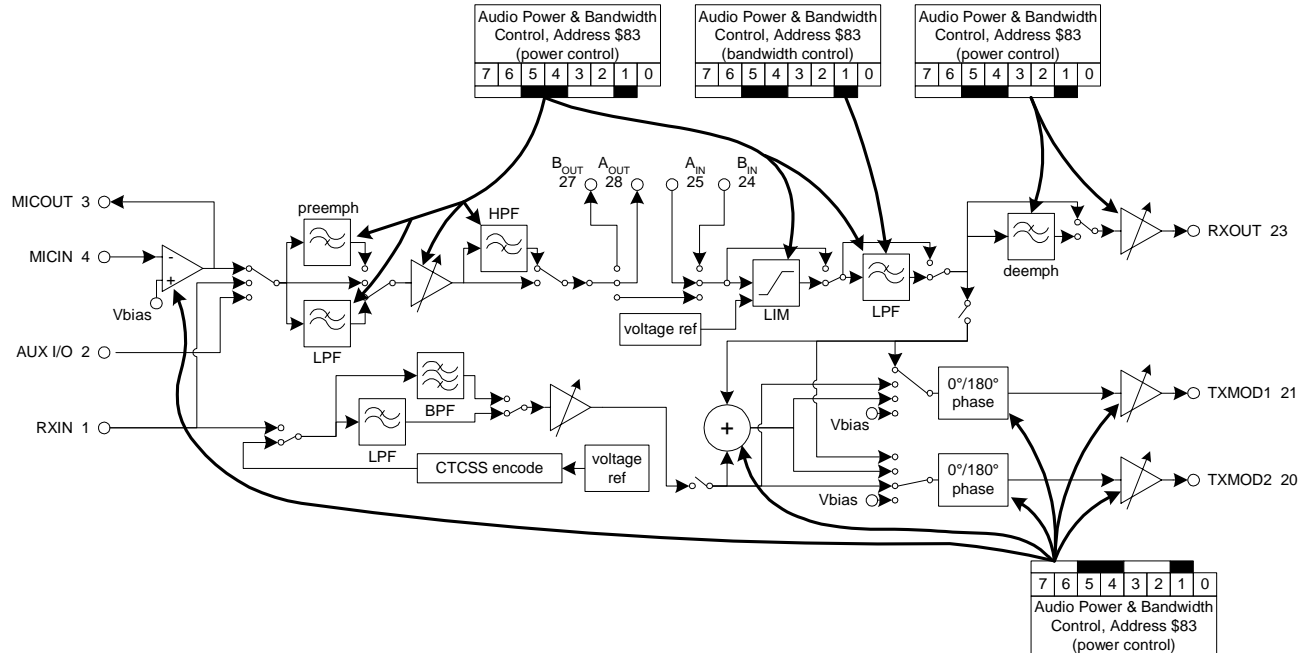 Audio Power & Bandwidth
Control, Address $83
(power control)
7 6 5 4 3 2 1 0
Audio Power & Bandwidth
Control, Address $83
(bandwidth control)
7 6 5 4 3 2 1 0
Audio Power & Bandwidth
Control, Address $83
(power control)
7 6 5 4 3 2 1 0
BOUT
27
AOUT
28
AIN
25
BIN
24
MICOUT 3
preemph
HPF
MICIN 4
-
+
Vbias
LPF
AUX I/O 2
RXIN 1
voltage ref
LIM
LPF
deemph
RXOUT 23
BPF
LPF
CTCSS encode
voltage
ref
+
Vbias
0°/180°
phase
TXMOD1 21
Vbias
0°/180°
phase
TXMOD2 20
7 6 5 4 3 2 1 0
Audio Power & Bandwidth
Control, Address $83
(power control)